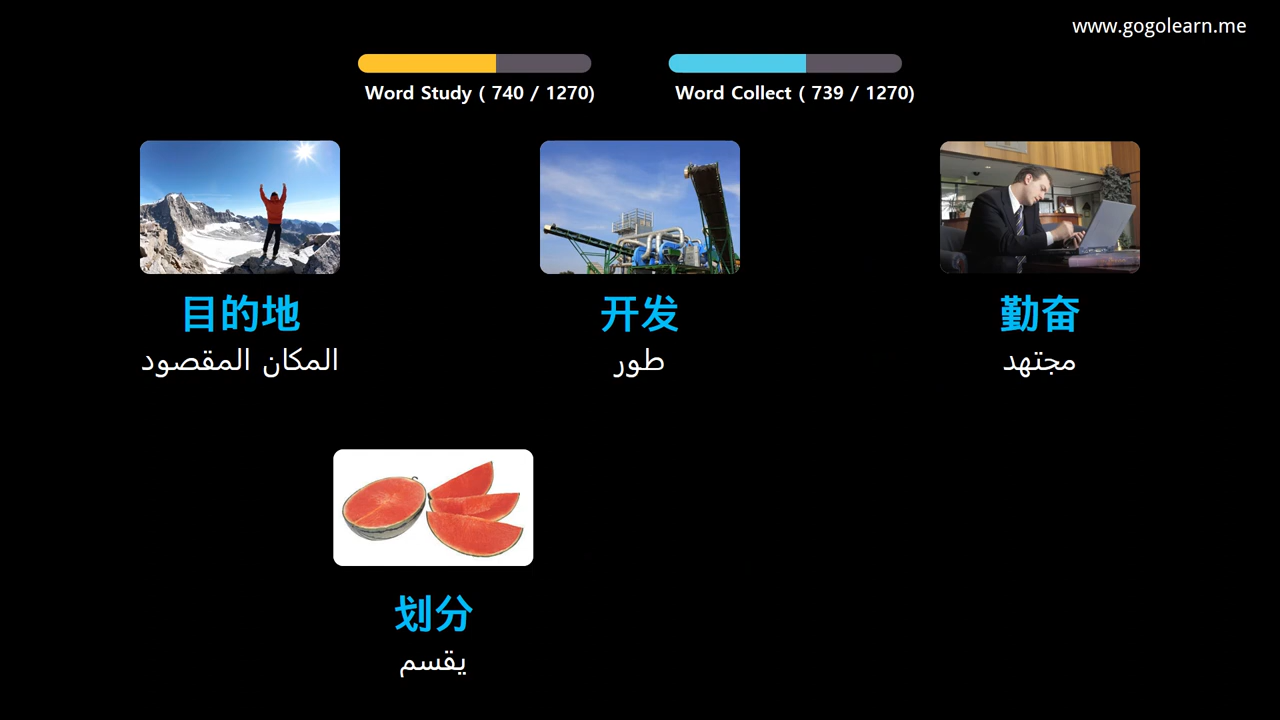 www.gogolearn.me
Word Study ( 740 / 1270)
Word Collect ( 739 / 1270)
目的地
المكان المقصود
开发
طور
勤奋
مجتهد
划分
يقسم